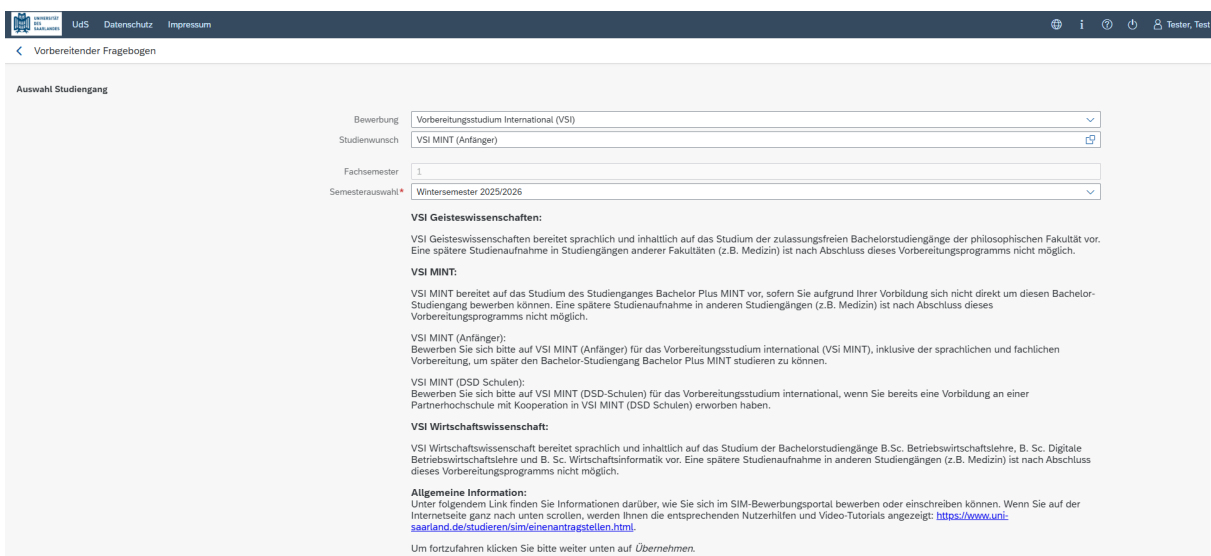 UNIVERSITÄT
DES
SAARLANDES
UdS Datenschutz Impressum
Tester, Test
Vorbereitender Fragebogen
Auswahl Studiengang
Bewerbung Vorbereitungsstudium International (VSI)
Studienwunsch VSI MINT (Anfänger)
Fachsemester 1
Semesterauswahl* Wintersemester 2025/2026
VSI Geisteswissenschaften:
VSI Geisteswissenschaften bereitet sprachlich und inhaltlich auf das Studium der zulassungsfreien Bachelorstudiengänge der philosophischen Fakultät vor.
Eine spätere Studienaufnahme in Studiengängen anderer Fakultäten (z.B. Medizin) ist nach Abschluss dieses Vorbereitungsprogramms nicht möglich.
VSI MINT:
VSI MINT bereitet auf das Studium des Studienganges Bachelor Plus MINT vor, sofern Sie aufgrund Ihrer Vorbildung sich nicht direkt um diesen Bachelor-
Studiengang bewerben können. Eine spätere Studienaufnahme in anderen Studiengängen (z.B. Medizin) ist nach Abschluss dieses
Vorbereitungsprogramms nicht möglich.
VSI MINT (Anfänger):
Bewerben Sie sich bitte auf VSI MINT (Anfänger) für das Vorbereitungsstudium international (VSi MINT), inklusive der sprachlichen und fachlichen
Vorbereitung, um später den Bachelor-Studiengang Bachelor Plus MINT studieren zu können.
VSI MINT (DSD Schulen):
Bewerben Sie sich bitte auf VSI MINT (DSD-Schulen) für das Vorbereitungsstudium international, wenn Sie bereits eine Vorbildung an einer
Partnerhochschule mit Kooperation in VSI MINT (DSD Schulen) erworben haben.
VSI Wirtschaftswissenschaft:
VSI Wirtschaftswissenschaft bereitet sprachlich und inhaltlich auf das Studium der Bachelorstudiengänge B.Sc. Betriebswirtschaftslehre, B. Sc. Digitale
Betriebswirtschaftslehre und B. Sc. Wirtschaftsinformatik vor. Eine spätere Studienaufnahme in anderen Studiengängen (z.B. Medizin) ist nach Abschluss
dieses Vorbereitungsprogramms nicht möglich.
Allgemeine Information:
Unter folgendem Link finden Sie Informationen darüber, wie Sie sich im SIM-Bewerbungsportal bewerben oder einschreiben können. Wenn Sie auf der
Internetseite ganz nach unten scrollen, werden Ihnen die entsprechenden Nutzerhilfen und Video-Tutorials angezeigt: https://www.uni-
saarland.de/studieren/sim/einenantragstellen.html.
Um fortzufahren klicken Sie bitte weiter unten auf Übernehmen.